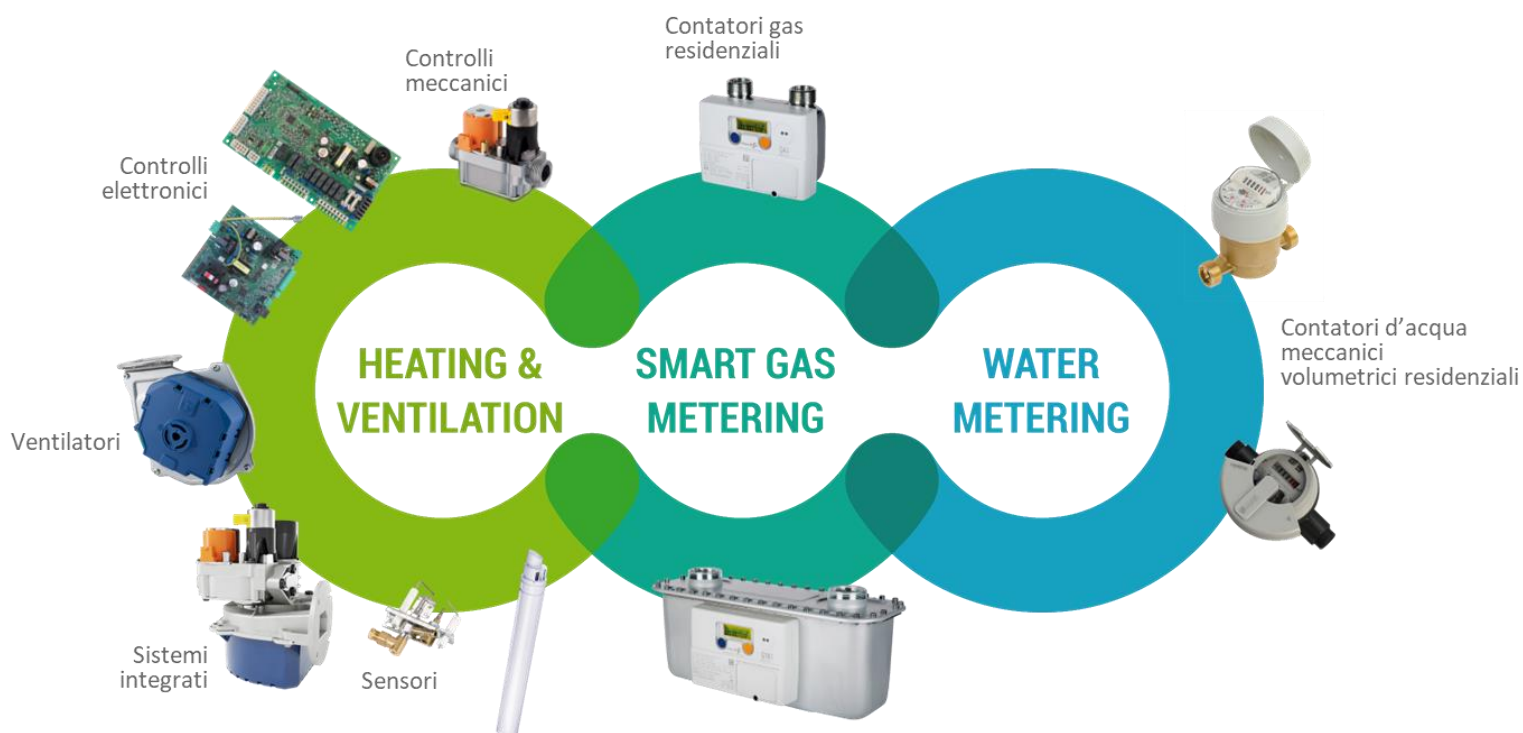 Contatori gas
residenziali
Controlli
meccanici
Controlli
elettronici
HEATING &
VENTILATION
SMART GAS
METERING
WATER
METERING
Contatori d'acqua
meccanici
volumetrici residenziali
Ventilatori
Sistemi
integrati
Sensori